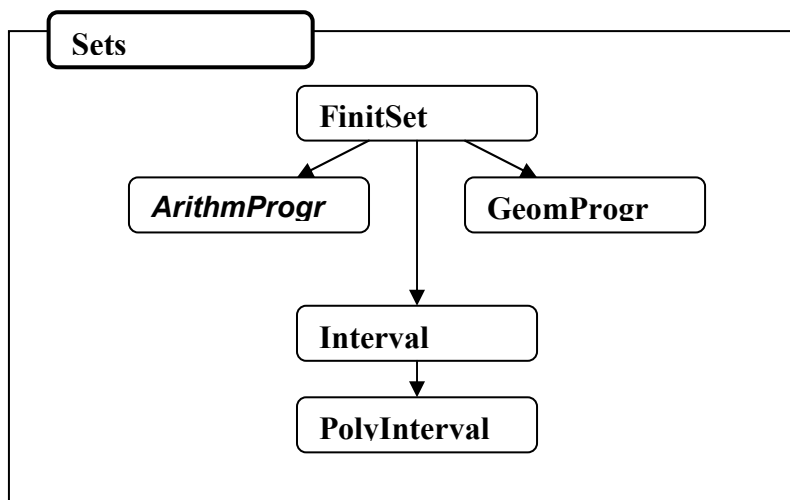 Sets
FinitSet
ArithmProgr
GeomProgr
Interval
PolyInterval